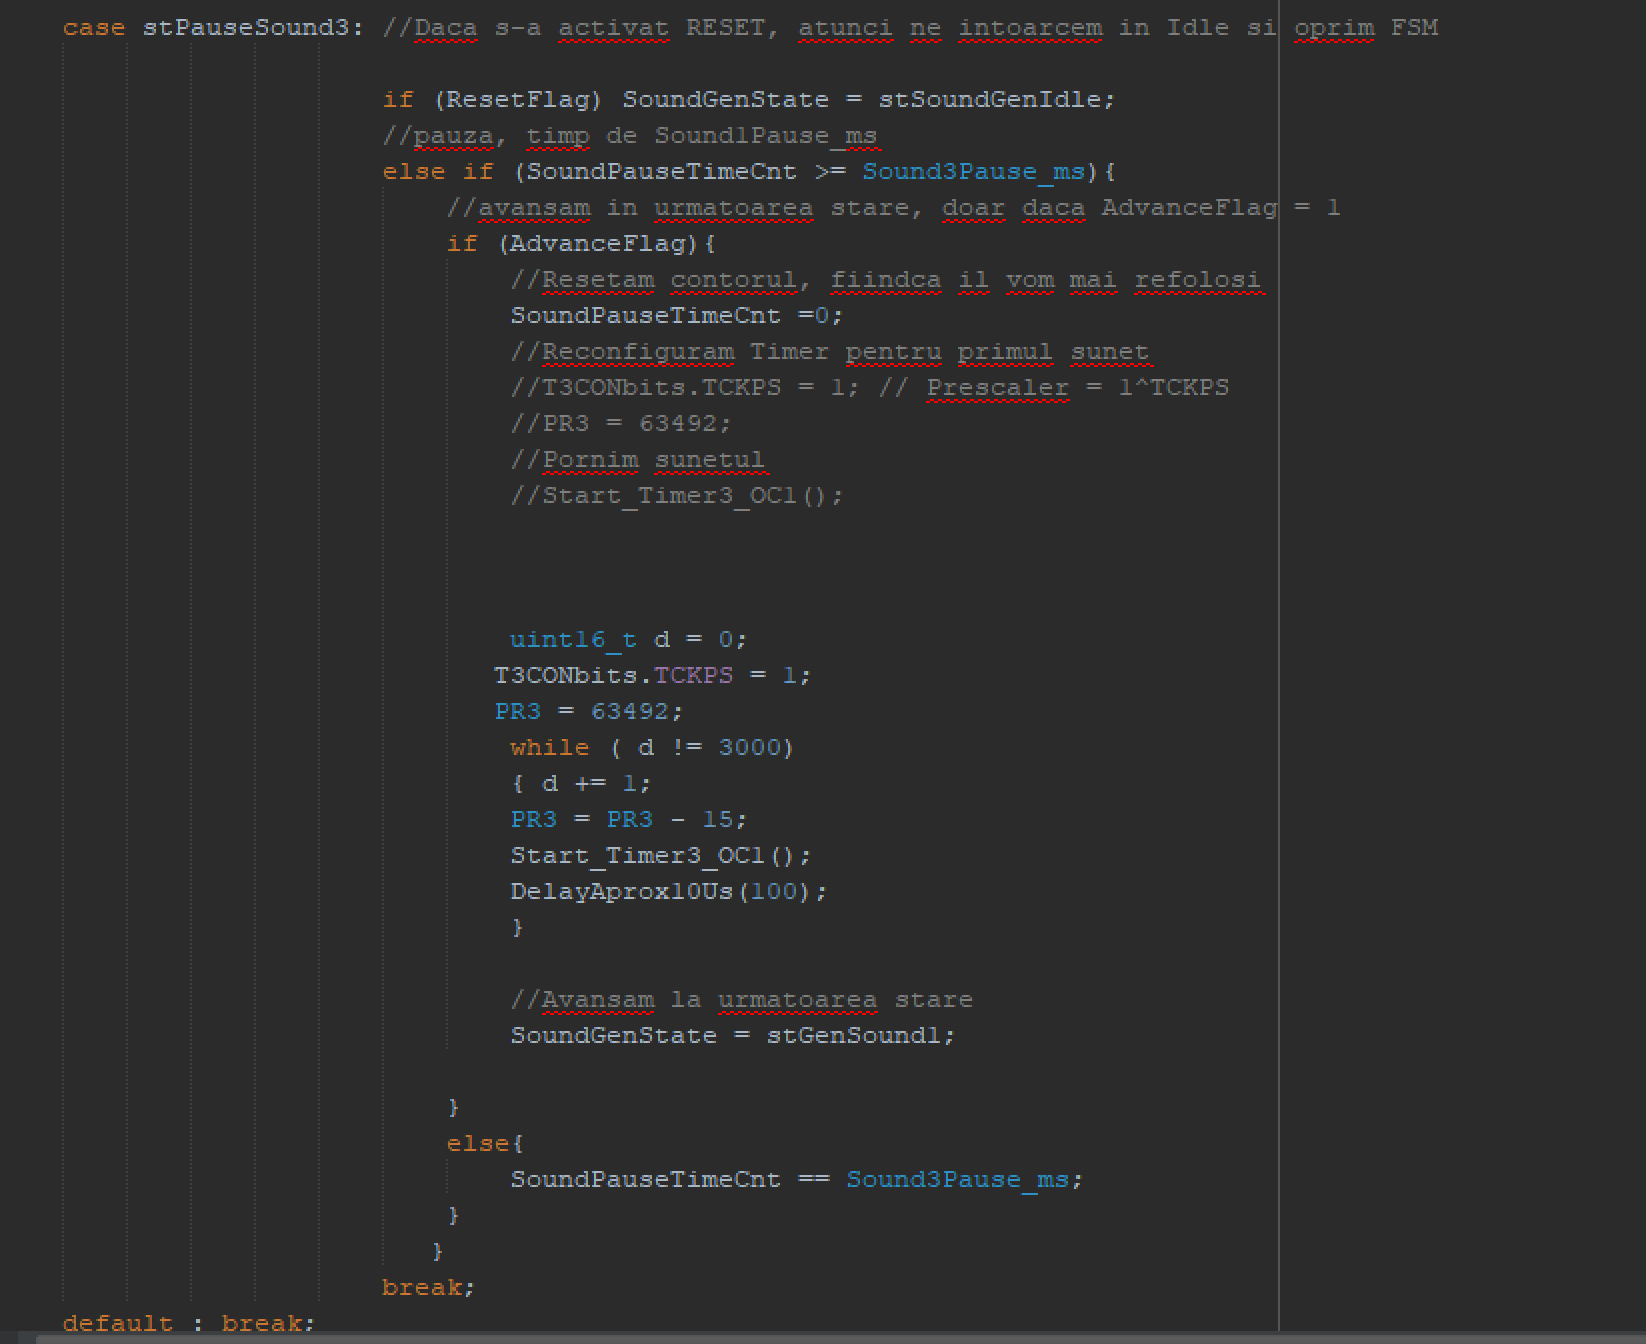 case stPauseSound3: //Daca s-a activat RESET, atunci ne intoarcem in Idle si oprim FSM
if (ResetFlag) SoundGenState = stSoundGenIdle;
//pauza, timp de Sound1Pause_ms
else if (SoundPauseTimeCnt >= Sound3Pause_ms){
//avansam in urmatoarea stare, doar daca AdvanceFlag = 1
if (AdvanceFlag){
//Resetam contorul, fiindca il vom mai refolosi
SoundPauseTimeCnt =0;
//Reconfiguram Timer pentru primul sunet
//T3CONbits.TCKPS = 1; // Prescaler = 1^TCKPS
//PR3 = 63492;
//Pornim sunetul
//Start_Timer3_OC1();
uint16_t d = 0;
T3CONbits.TCKPS = 1;
PR3 = 63492;
while ( d != 3000)
{ d += 1;
PR3 = PR3 - 15;
Start_Timer3_OC1();
DelayAprox10Us(100);
}
//Avansam la urmatoarea stare
SoundGenState = stGenSound1;
}
else{
SoundPauseTimeCnt == Sound3Pause_ms;
}
}
break;
default : break;